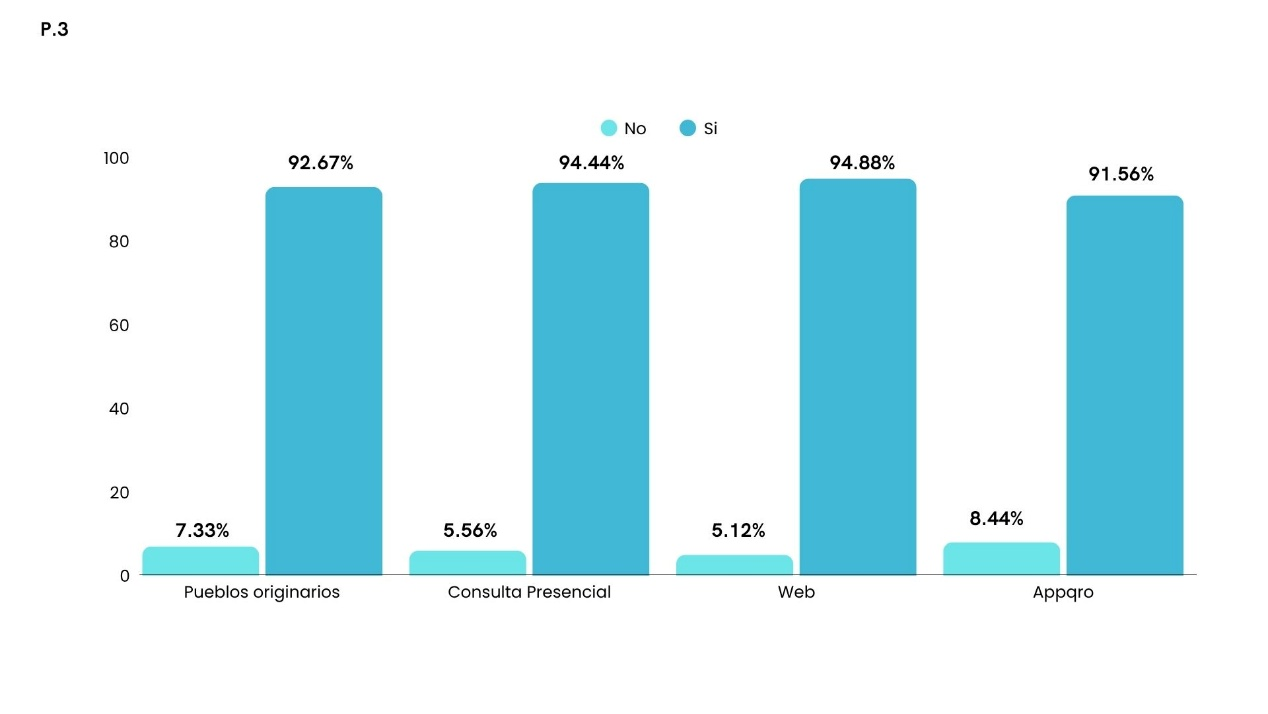 P.3
No Si
100
80
60
40
20
0
92.67% 94.44% 94.88% 91.56%
7.33% 5.56% 5.12% 8.44%
Pueblos originarios Consulta Presencial Web Appqro